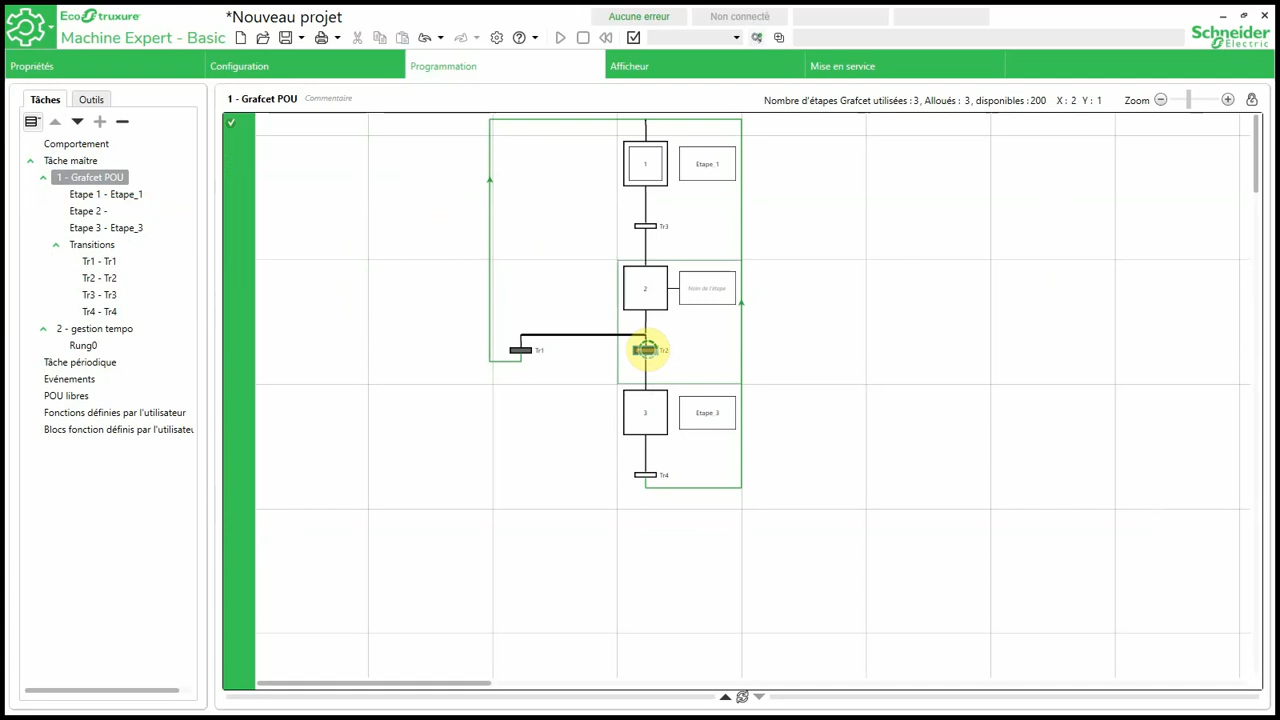 EcoStruxure
Machine Expert - Basic
*Nouveau projet
Aucune erreur
Non connecté
Schneider
Electric
Propriétés
Configuration
Programmation
Afficheur
Mise en service
Tâches
Outils
Comportement
Tâche maître
1 - Grafcet POU
Etape 1 - Etape_1
Etape 2 -
Etape 3 - Etape_3
Transitions
Tr1 - Tr1
Tr2 - Tr2
Tr3 - Tr3
Tr4 - Tr4
2 - gestion tempo
Rung0
Tâche périodique
Evénements
POU libres
Fonctions définies par l'utilisateur
Blocs fonction définis par l'utilisateu
1 - Grafcet POU
Commentaire
Nombre d'étapes Grafcet utilisées : 3, Alloués : 3, disponibles : 200
X : 2 Y : 1
Zoom
1
Etape_1
Tr3
2
Nom de l'étape
Tr1
Tr2
3
Etape_3
Tr4